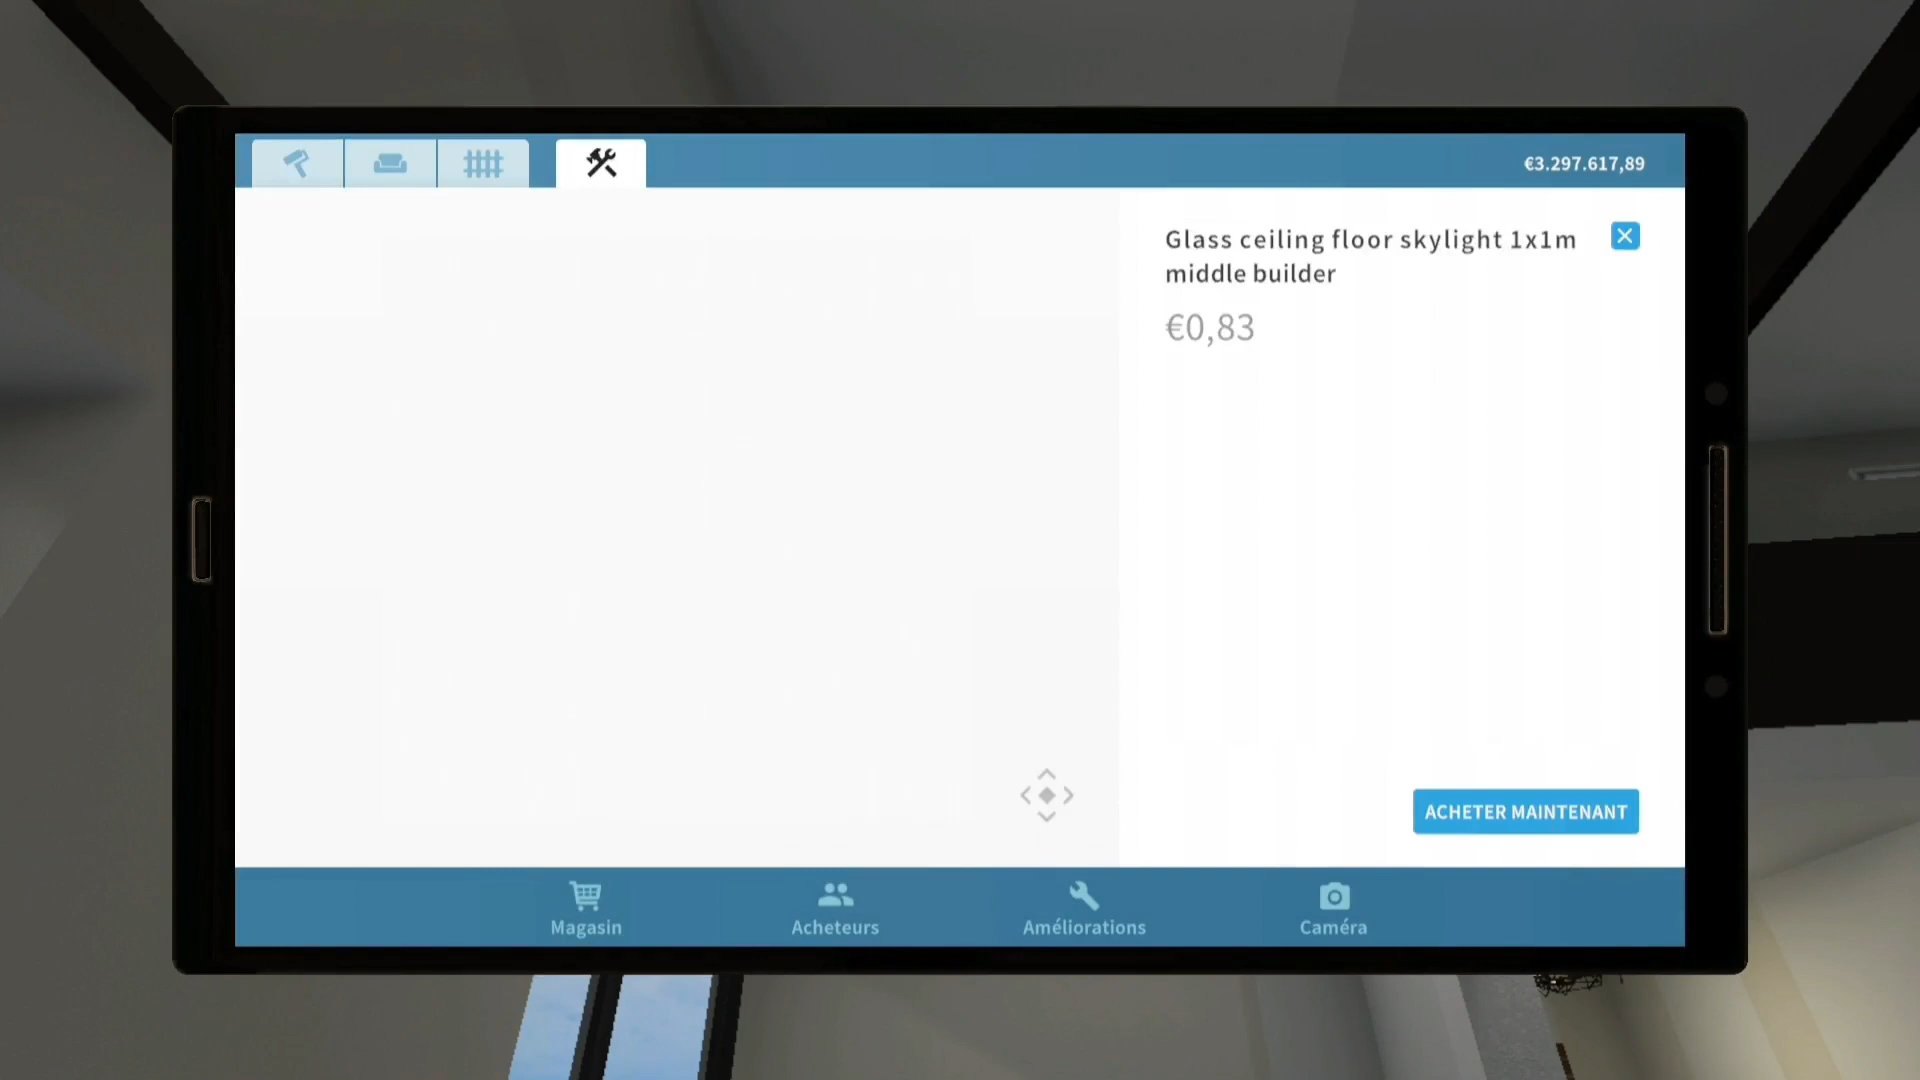 €3.297.617,89
Glass ceiling floor skylight 1x1m
middle builder
€0,83
ACHETER MAINTENANT
Magasin
Acheteurs
Améliorations
Caméra